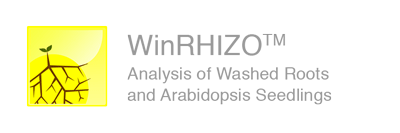 WinRHIZO™
Analysis of Washed Roots
and Arabidopsis Seedlings